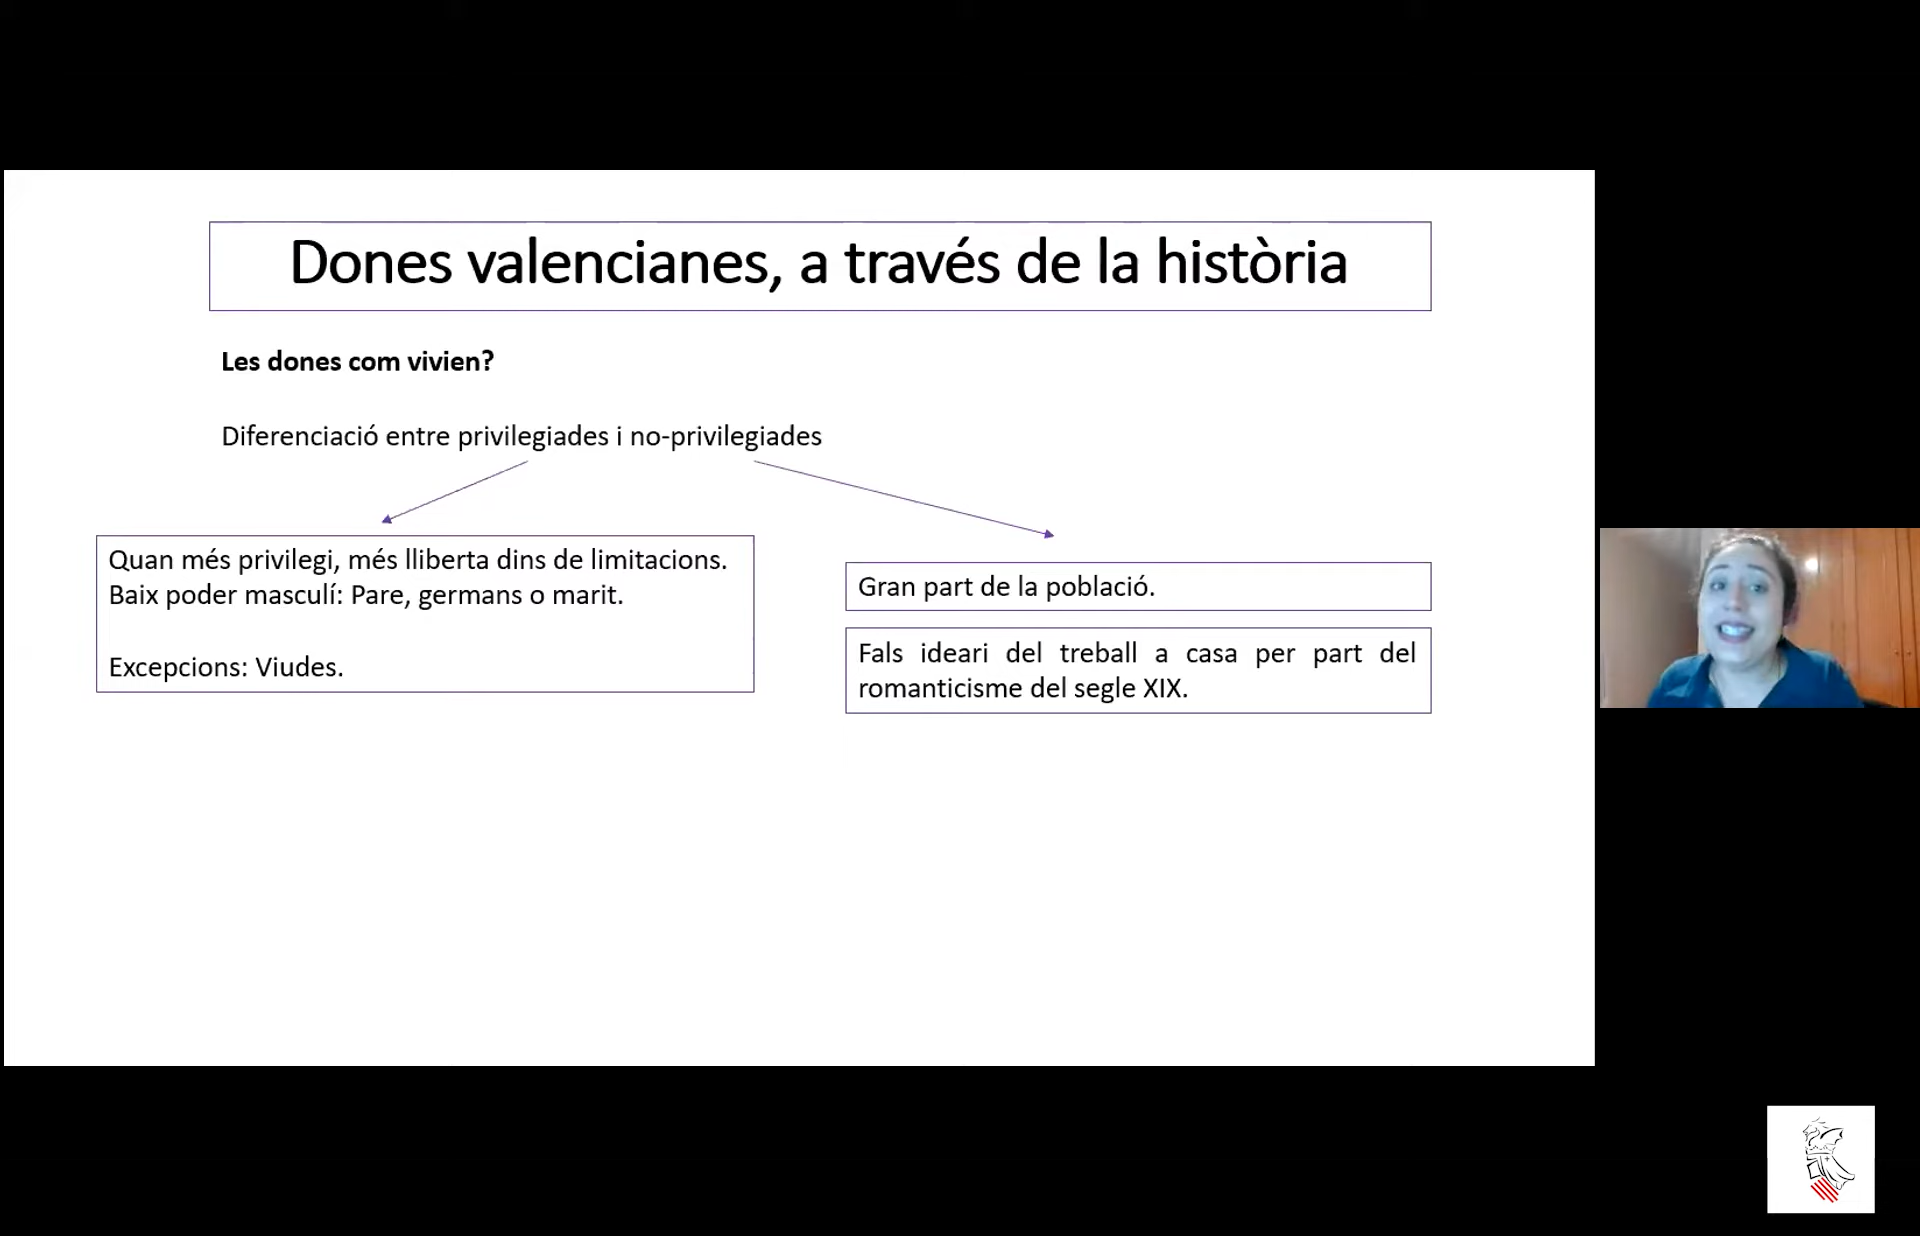 Dones valencianes, a través de la història
Les dones com vivien?
Diferenciació entre privilegiades i no-privilegiades
Quan més privilegi, més lliberta dins de limitacions.
Baix poder masculí: Pare, germans o marit.
Excepcions: Viudes.
Gran part de la població.
Fals ideari del treball a casa per part del
romanticisme del segle XIX.